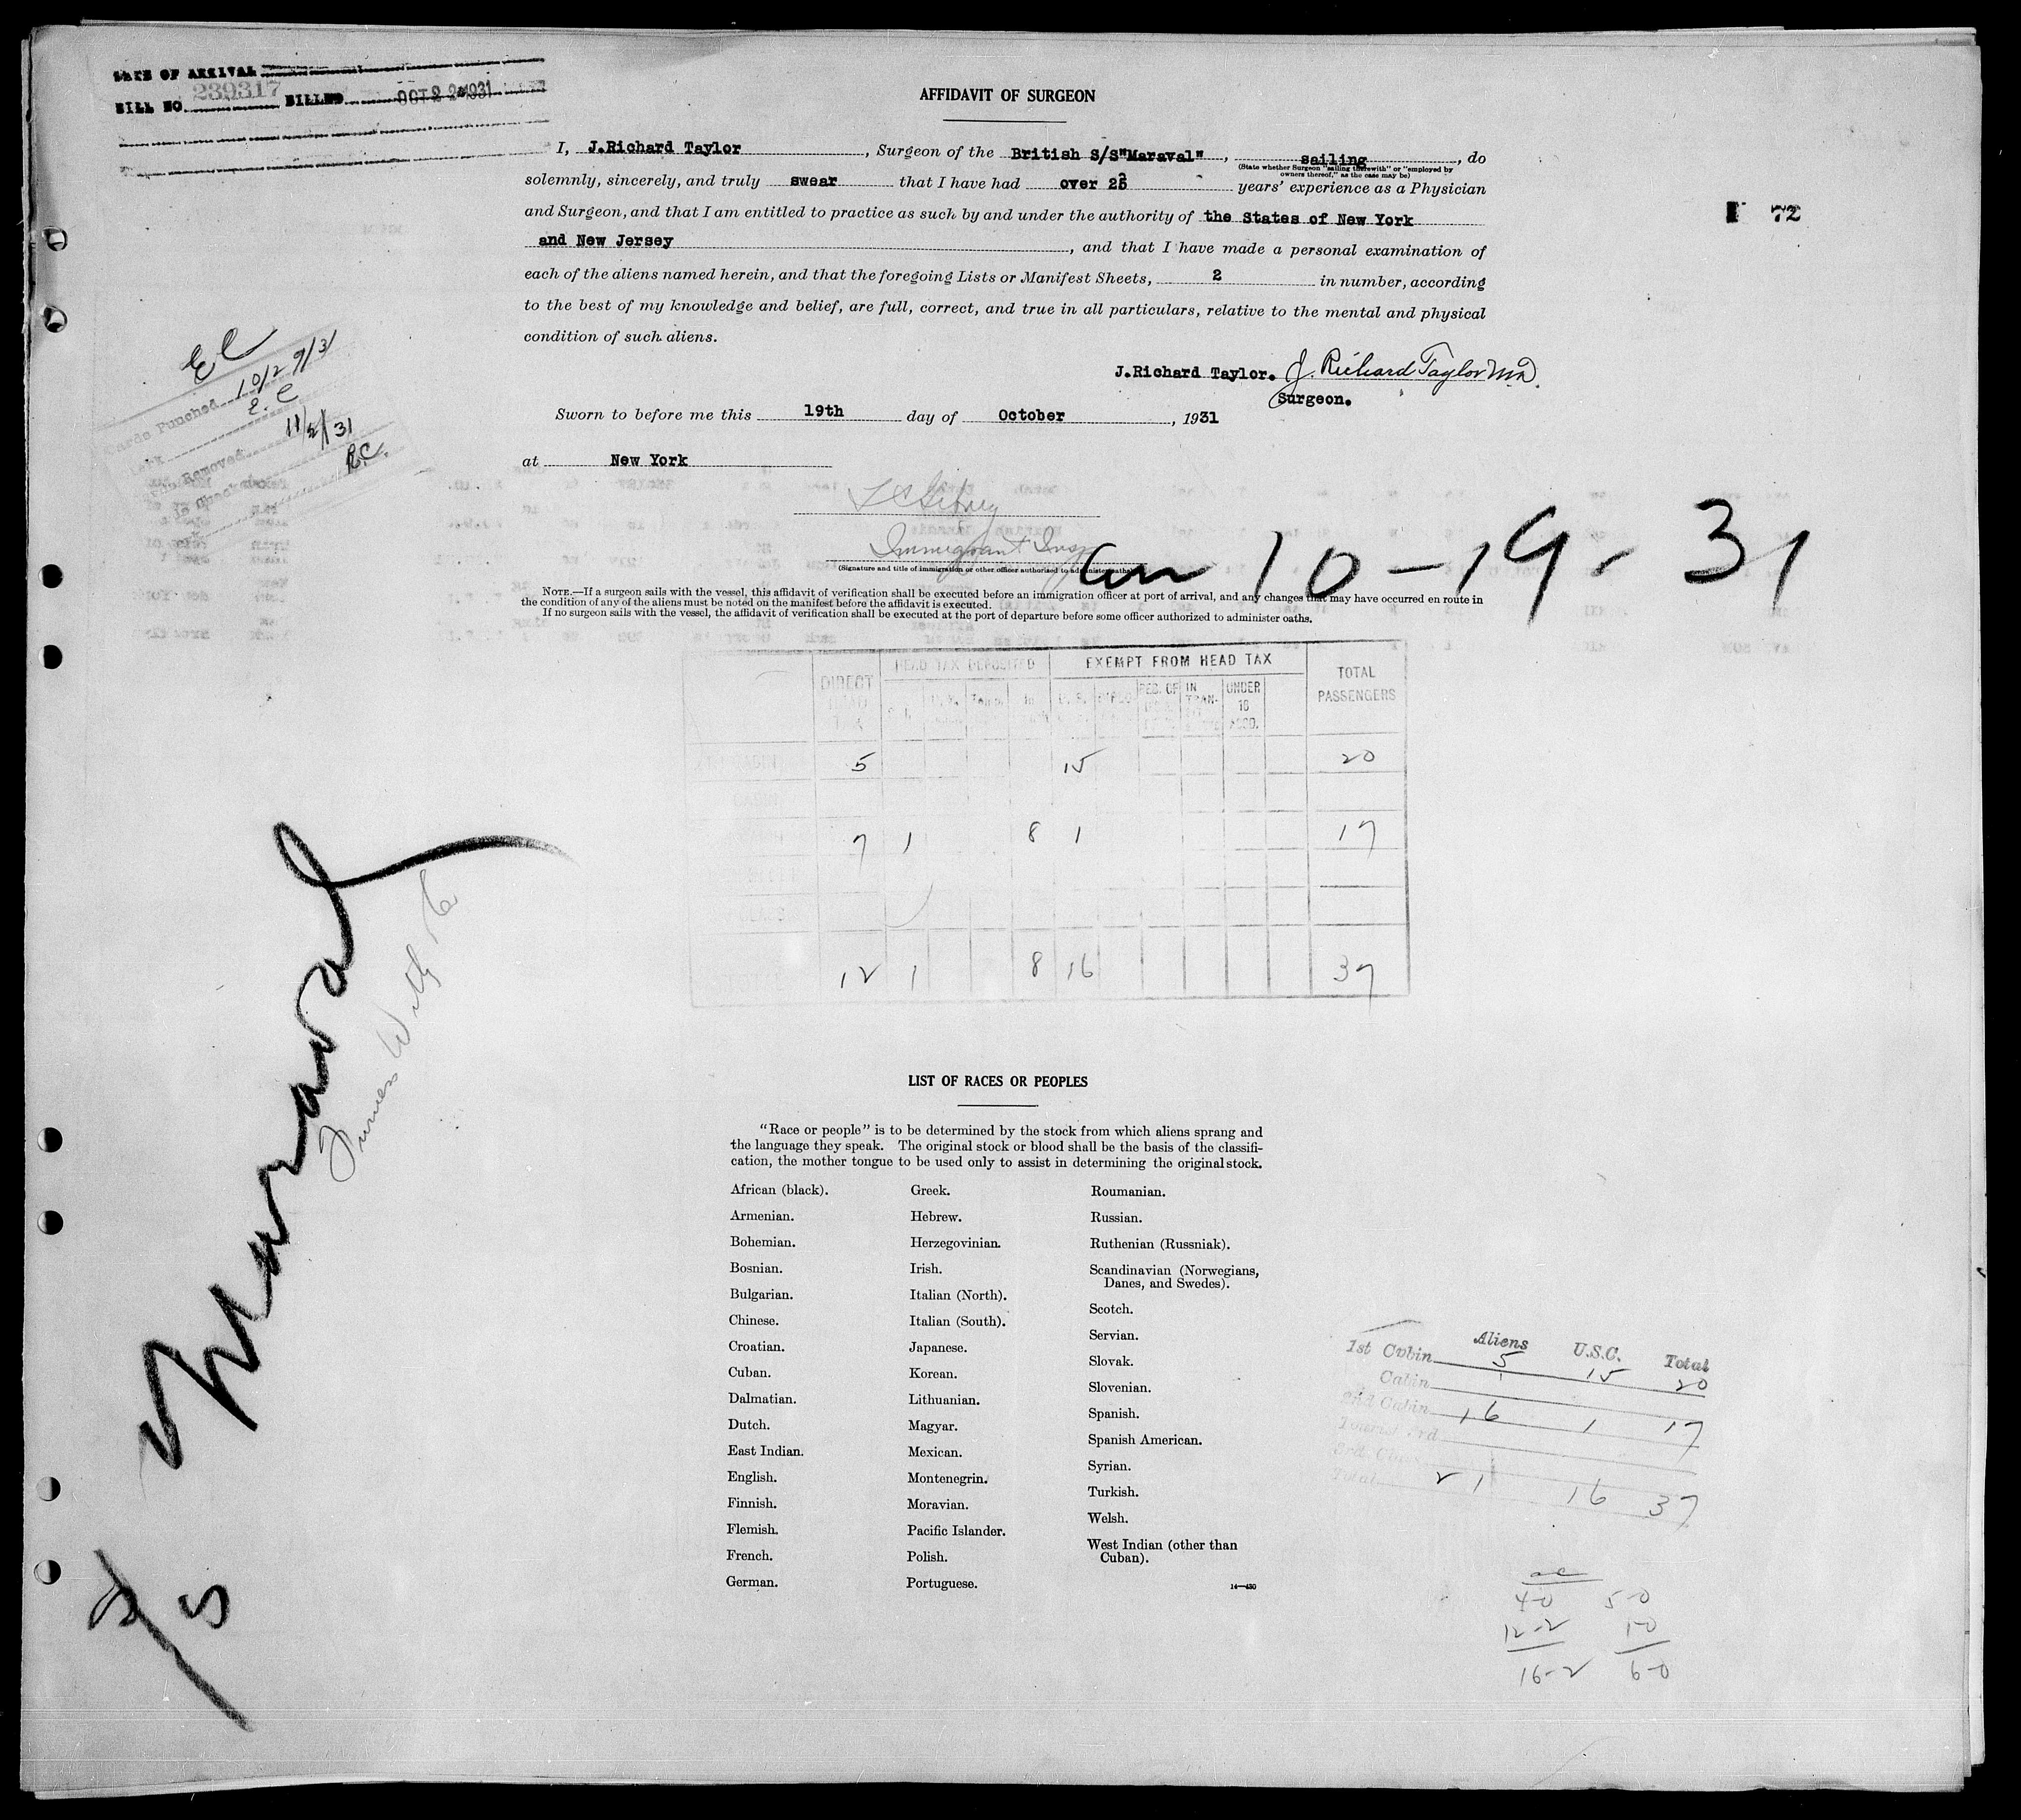 DATE OF ARRIVAL
BILL NO. 239317 BILLED OCT 22 1931
AFFIDAVIT OF SURGEON
I, J.Richard Taylor, Surgeon of the British S/S"Maraval", sailing, do
(State whether Surgeon "sailing therewith" or "employed by
owners thereof," as the case may be)
solemnly, sincerely, and truly swear that I have had over 25 years' experience as a Physician
and Surgeon, and that I am entitled to practice as such by and under the authority of the States of New York
and New Jersey, and that I have made a personal examination of
each of the aliens named herein, and that the foregoing Lists or Manifest Sheets, 2 in number, according
to the best of my knowledge and belief, are full, correct, and true in all particulars, relative to the mental and physical
condition of such aliens.
72
J.Richard Taylor. J. Richard Taylor M.D.
Surgeon.
Sworn to before me this 19th day of October, 1931
at New York
Immigrant Insp
(Signature and title of immigration or other officer authorized to administer oaths)
EC
Cards Punched 10/29/31
E.C
11/2/31
Removed
Checked R.C.
Arr 10-19-31
NOTE.—If a surgeon sails with the vessel, this affidavit of verification shall be executed before an immigration officer at port of arrival, and any changes that may have occurred en route in
the condition of any of the aliens must be noted on the manifest before the affidavit is executed.
If no surgeon sails with the vessel, the affidavit of verification shall be executed at the port of departure before some officer authorized to administer oaths.
DIRECT HEAD TAX HEAD TAX DEPOSITED EXEMPT FROM HEAD TAX TOTAL PASSENGERS
IN TRAN- UNDER 16
CABIN 5 15 20
CABIN
7 1 8 1 17
12 1 8 16 37
Maraval
Furness Withy Co
LIST OF RACES OR PEOPLES
"Race or people" is to be determined by the stock from which aliens sprang and
the language they speak. The original stock or blood shall be the basis of the classifi-
cation, the mother tongue to be used only to assist in determining the original stock.
African (black).
Armenian.
Bohemian.
Bosnian.
Bulgarian.
Chinese.
Croatian.
Cuban.
Dalmatian.
Dutch.
East Indian.
English.
Finnish.
Flemish.
French.
German.
Greek.
Hebrew.
Herzegovinian.
Irish.
Italian (North).
Italian (South).
Japanese.
Korean.
Lithuanian.
Magyar.
Mexican.
Montenegrin.
Moravian.
Pacific Islander.
Polish.
Portuguese.
Roumanian.
Russian.
Ruthenian (Russniak).
Scandinavian (Norwegians,
Danes, and Swedes).
Scotch.
Servian.
Slovak.
Slovenian.
Spanish.
Spanish American.
Syrian.
Turkish.
Welsh.
West Indian (other than
Cuban).
14—430
Aliens U.S.C. Total
1st Cabin 5 15 20
Cabin
2nd Cabin 16 1 17
Tourist 3rd
3rd Class
Total 21 16 37
4-0 5-0
12-2 1-0
16-2 6-0